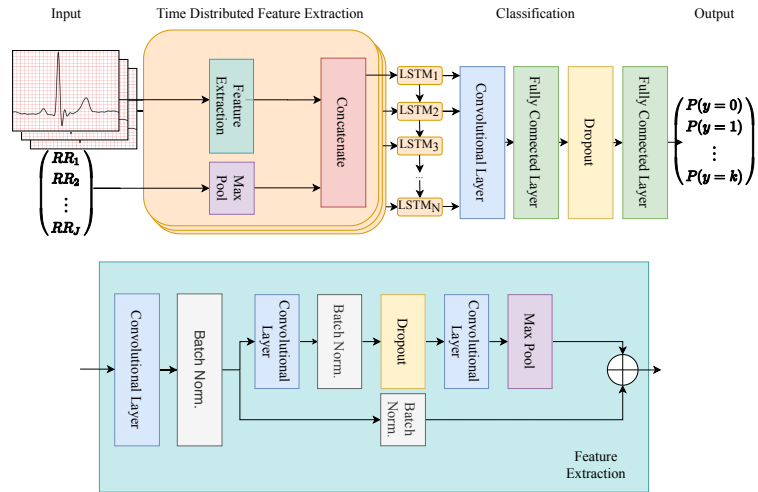 Input
Time Distributed Feature Extraction
Classification
Output
Feature
Extraction
Max
Pool
Concatenate
LSTM1
LSTM2
LSTM3
...
LSTMN
Convolutional Layer
Fully Connected Layer
Dropout
Fully Connected Layer
P(y = 0)
P(y = 1)
⋮
P(y = k)
RR1
RR2
⋮
RRJ
Convolutional Layer
Batch Norm.
Convolutional
Layer
Batch Norm.
Dropout
Convolutional
Layer
Max Pool
Batch
Norm.
Feature
Extraction